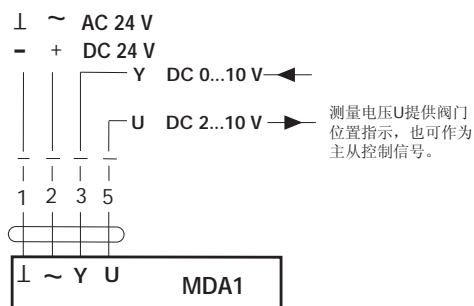 ⊥ ~ AC 24 V
- + DC 24 V
Y DC 0...10 V
U DC 2...10 V
测量电压U提供阀门
位置指示，也可作为
主从控制信号。
1 2 3 5
⊥ ~ Y U
MDA1